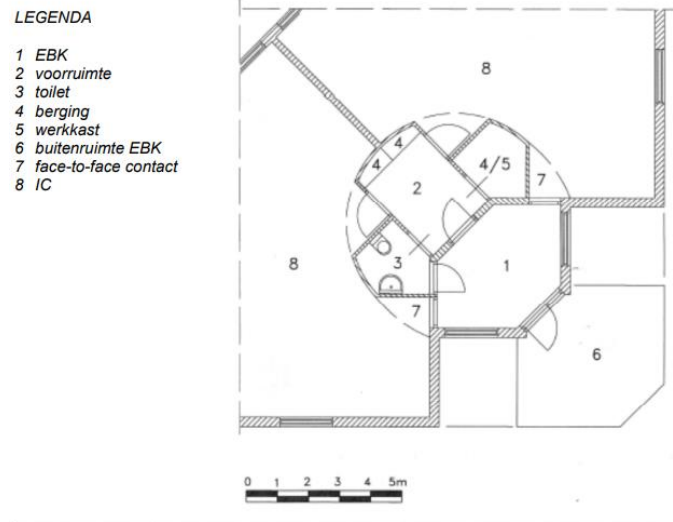 LEGENDA
1 EBK
2 voorruimte
3 toilet
4 berging
5 werkkast
6 buitenruimte EBK
7 face-to-face contact
8 IC
8
4
4
4/5
2
7
8
3
1
7
6
0 1 2 3 4 5m